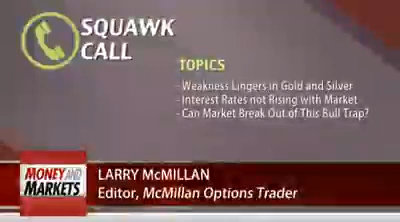 SQUAWK
CALL
TOPICS
- Weakness Lingers in Gold and Silver
- Interest Rates not Rising with Market
- Can Market Break Out of This Bull Trap?
MONEY AND
MARKETS
LARRY McMILLAN
Editor, McMillan Options Trader